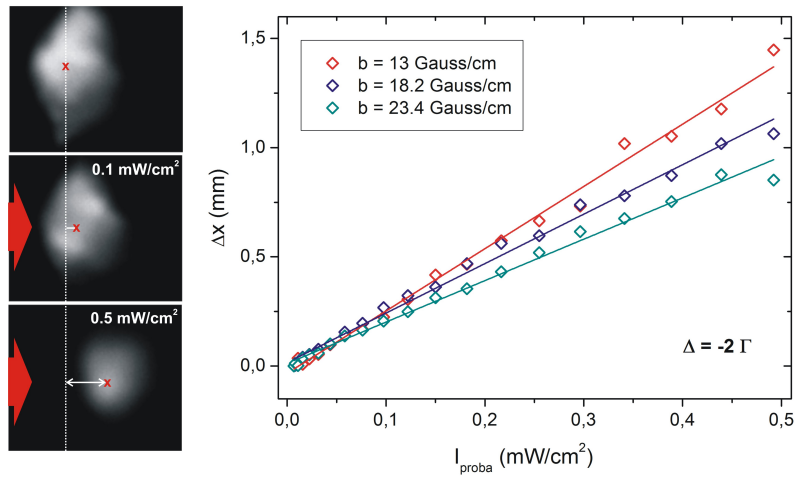 x
0.1 mW/cm²
x
0.5 mW/cm²
x
1,5
1,0
0,5
0,0
Δx (mm)
b = 13 Gauss/cm
b = 18.2 Gauss/cm
b = 23.4 Gauss/cm
Δ = -2 Γ
0,0 0,1 0,2 0,3 0,4 0,5
I_proba (mW/cm²)